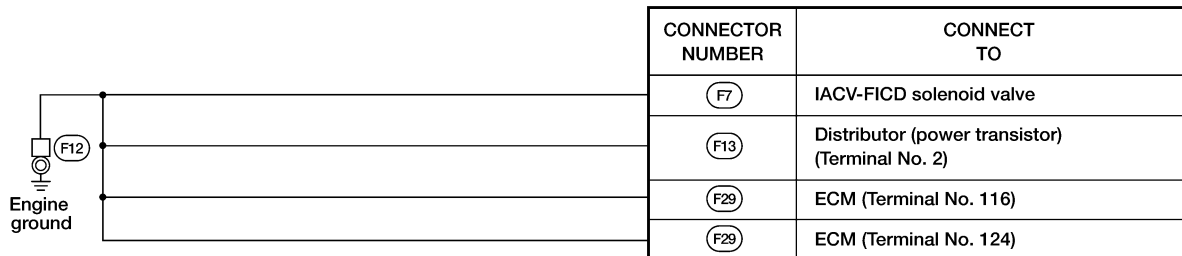 CONNECTOR
NUMBER
CONNECT
TO
F7
IACV-FICD solenoid valve
F12
F13
Distributor (power transistor)
(Terminal No. 2)
F29
ECM (Terminal No. 116)
Engine
ground
F29
ECM (Terminal No. 124)